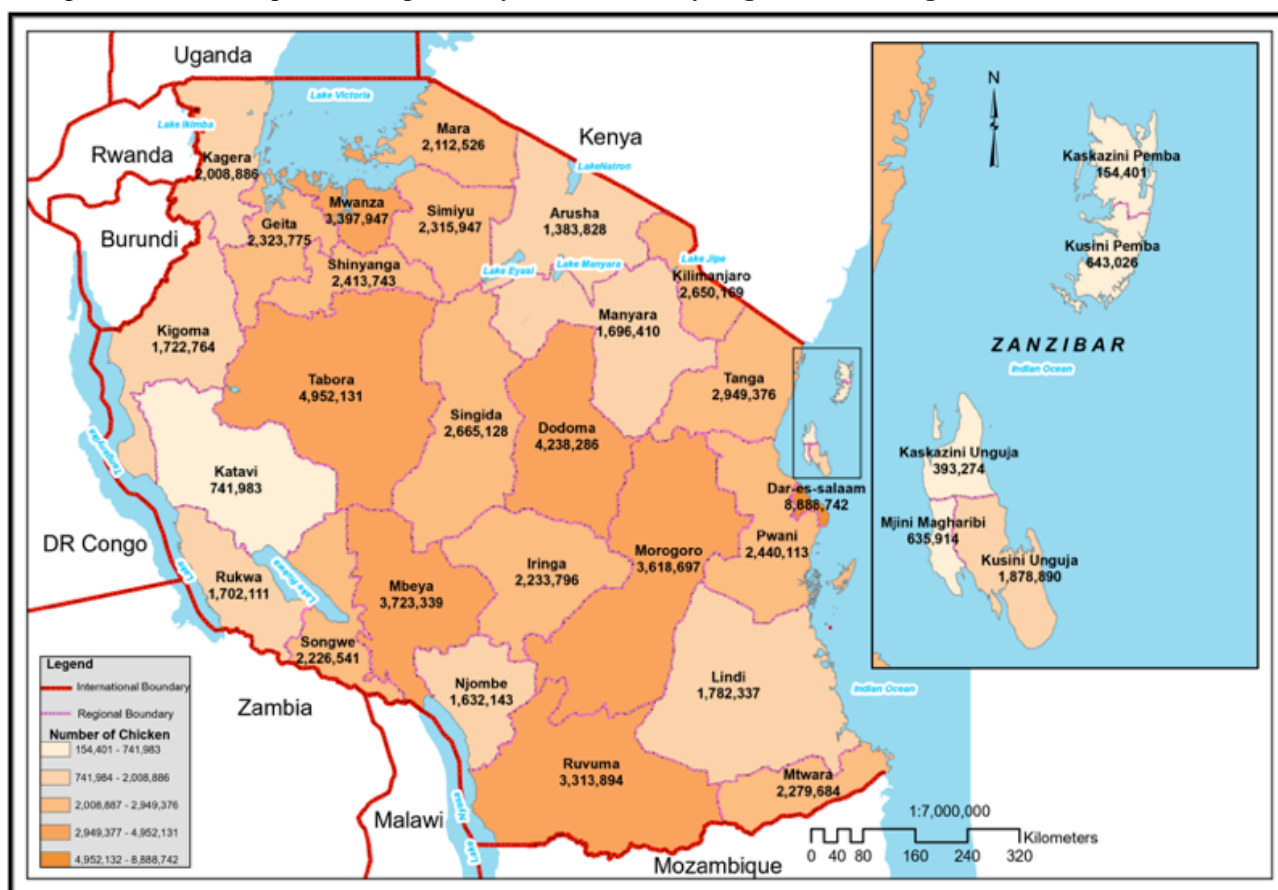 Uganda
Lake Victoria
Lake Ikimba
Rwanda
Kagera
2,008,886
Mara
2,112,526
Kenya
LakeNatron
Burundi
Geita
2,323,775
Mwanza
3,397,947
Simiyu
2,315,947
Arusha
1,383,828
Shinyanga
2,413,743
Lake Eyasi
Lake Manyara
Lake Jipe
Kilimanjaro
2,650,169
Kigoma
1,722,764
Manyara
1,696,410
Tabora
4,952,131
Singida
2,665,128
Dodoma
4,238,286
Tanga
2,949,376
Lake
Tanganyika
Katavi
741,983
Dar-es-salaam
8,888,742
Pwani
2,440,113
DR Congo
Rukwa
1,702,111
Lake Rukwa
Mbeya
3,723,339
Iringa
2,233,796
Morogoro
3,618,697
Songwe
2,226,541
Njombe
1,632,143
Lindi
1,782,337
Indian Ocean
Zambia
Ruvuma
3,313,894
Mtwara
2,279,684
Malawi
Lake
Nyasa
Mozambique
N
Kaskazini Pemba
154,401
Kusini Pemba
643,026
ZANZIBAR
Indian Ocean
Kaskazini Unguja
393,274
Mjini Magharibi
635,914
Kusini Unguja
1,878,890
Legend
International Boundary
Regional Boundary
Number of Chicken
154,401 - 741,983
741,984 - 2,008,886
2,008,887 - 2,949,376
2,949,377 - 4,952,131
4,952,132 - 8,888,742
1:7,000,000
Kilometers
0 40 80 160 240 320